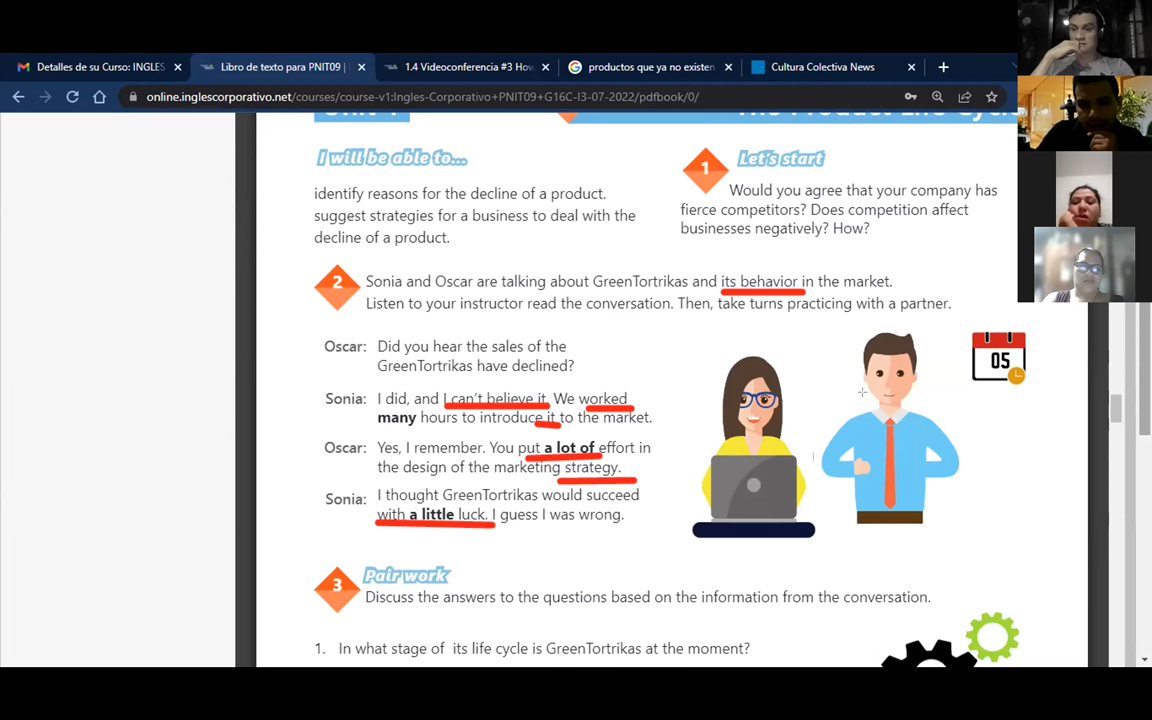 Detalles de su Curso: INGLES
Libro de texto para PNIT09 |
1.4 Videoconferencia #3 How
productos que ya no existen
Cultura Colectiva News
online.inglescorporativo.net/courses/course-v1:Ingles-Corporativo+PNIT09+G16C-I3-07-2022/pdfbook/0/
I will be able to...
identify reasons for the decline of a product.
suggest strategies for a business to deal with the
decline of a product.
1 Let's start
Would you agree that your company has
fierce competitors? Does competition affect
businesses negatively? How?
2 Sonia and Oscar are talking about GreenTortrikas and its behavior in the market.
Listen to your instructor read the conversation. Then, take turns practicing with a partner.
Oscar: Did you hear the sales of the
GreenTortrikas have declined?
Sonia: I did, and I can't believe it. We worked
many hours to introduce it to the market.
Oscar: Yes, I remember. You put a lot of effort in
the design of the marketing strategy.
Sonia: I thought GreenTortrikas would succeed
with a little luck. I guess I was wrong.
05
3 Pair work
Discuss the answers to the questions based on the information from the conversation.
1. In what stage of its life cycle is GreenTortrikas at the moment?